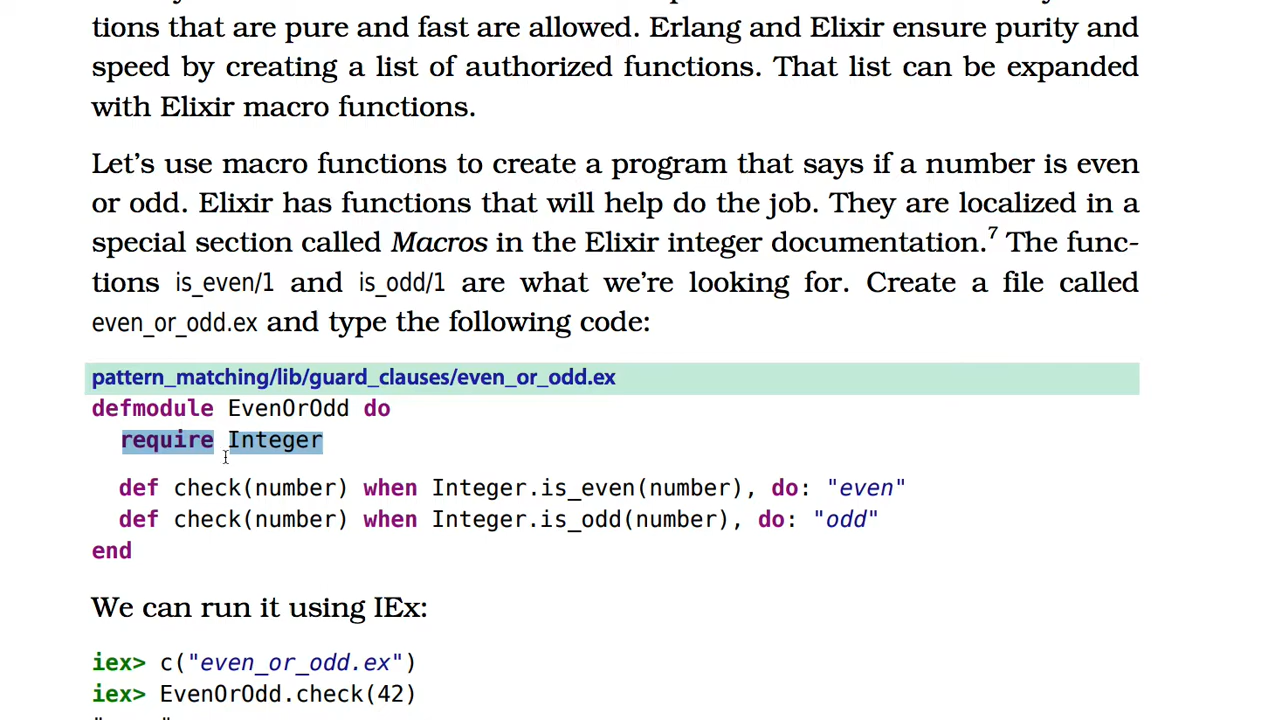 tions that are pure and fast are allowed. Erlang and Elixir ensure purity and
speed by creating a list of authorized functions. That list can be expanded
with Elixir macro functions.
Let's use macro functions to create a program that says if a number is even
or odd. Elixir has functions that will help do the job. They are localized in a
special section called Macros in the Elixir integer documentation.7 The func-
tions is_even/1 and is_odd/1 are what we're looking for. Create a file called
even_or_odd.ex and type the following code:
pattern_matching/lib/guard_clauses/even_or_odd.ex
defmodule EvenOrOdd do
require Integer
def check(number) when Integer.is_even(number), do: "even"
def check(number) when Integer.is_odd(number), do: "odd"
end
We can run it using IEx:
iex> c("even_or_odd.ex")
iex> EvenOrOdd.check(42)